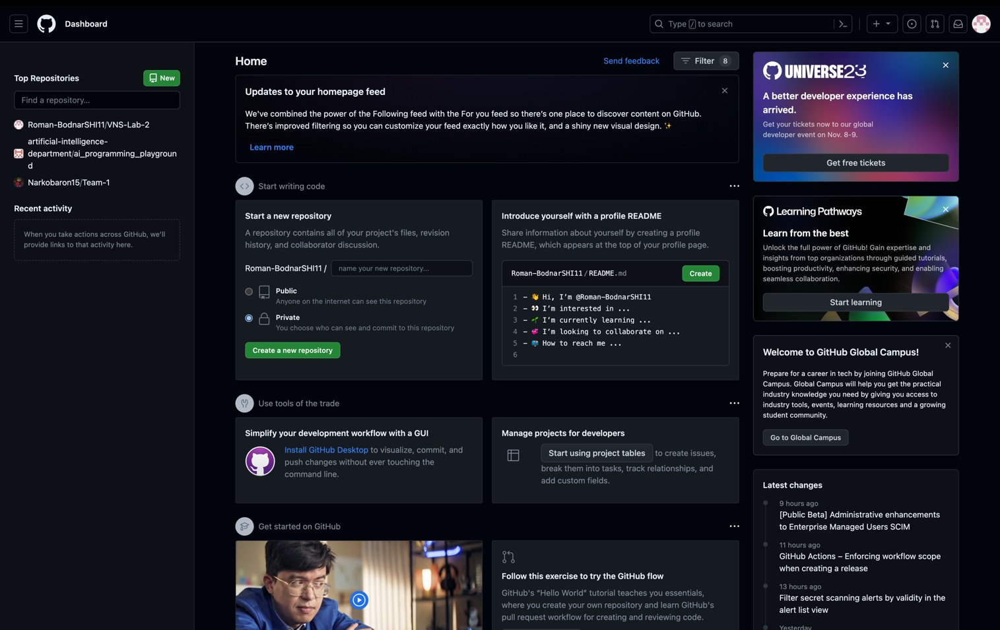 Dashboard
Type / to search
Top Repositories
New
Find a repository...
Roman-BodnarSHI11/VNS-Lab-2
artificial-intelligence-
department/ai_programming_playgroun
d
Narkobaron15/Team-1
Recent activity
When you take actions across GitHub, we'll
provide links to that activity here.
Home
Send feedback
Filter 8
Updates to your homepage feed
We've combined the power of the Following feed with the For you feed so there's one place to discover content on GitHub.
There's improved filtering so you can customize your feed exactly how you like it, and a shiny new visual design. ✨
Learn more
Start writing code
Start a new repository
A repository contains all of your project's files, revision
history, and collaborator discussion.
Roman-BodnarSHI11 / name your new repository...
Public
Anyone on the internet can see this repository
Private
You choose who can see and commit to this repository
Create a new repository
Introduce yourself with a profile README
Share information about yourself by creating a profile
README, which appears at the top of your profile page.
Roman-BodnarSHI11 / README.md
Create
1 - 👋 Hi, I'm @Roman-BodnarSHI11
2 - 👀 I'm interested in ...
3 - 🌱 I'm currently learning ...
4 - 💞️ I'm looking to collaborate on ...
5 - 📫 How to reach me ...
6
Use tools of the trade
Simplify your development workflow with a GUI
Install GitHub Desktop to visualize, commit, and
push changes without ever touching the
command line.
Manage projects for developers
Start using project tables to create issues,
break them into tasks, track relationships, and
add custom fields.
Get started on GitHub
Follow this exercise to try the GitHub flow
GitHub's "Hello World" tutorial teaches you essentials,
where you create your own repository and learn GitHub's
pull request workflow for creating and reviewing code.
UNIVERSE23
A better developer experience has
arrived.
Get your tickets now to our global
developer event on Nov. 8-9.
Get free tickets
Learning Pathways
Learn from the best
Unlock the full power of GitHub! Gain expertise and
insights from top organizations through guided tutorials,
boosting productivity, enhancing security, and enabling
seamless collaboration.
Start learning
Welcome to GitHub Global Campus!
Prepare for a career in tech by joining GitHub Global
Campus. Global Campus will help you get the practical
industry knowledge you need by giving you access to
industry tools, events, learning resources and a growing
student community.
Go to Global Campus
Latest changes
9 hours ago
[Public Beta] Administrative enhancements
to Enterprise Managed Users SCIM
11 hours ago
GitHub Actions – Enforcing workflow scope
when creating a release
13 hours ago
Filter secret scanning alerts by validity in the
alert list view
Yesterday